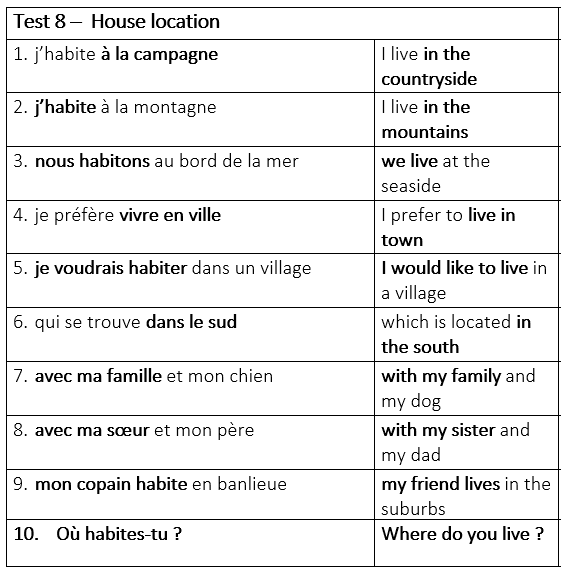 Test 8 – House location
1. j'habite à la campagne
I live in the
countryside
2. j'habite à la montagne
I live in the
mountains
3. nous habitons au bord de la mer
we live at the
seaside
4. je préfère vivre en ville
I prefer to live in
town
5. je voudrais habiter dans un village
I would like to live in
a village
6. qui se trouve dans le sud
which is located in
the south
7. avec ma famille et mon chien
with my family and
my dog
8. avec ma sœur et mon père
with my sister and
my dad
9. mon copain habite en banlieue
my friend lives in the
suburbs
10. Où habites-tu ?
Where do you live ?